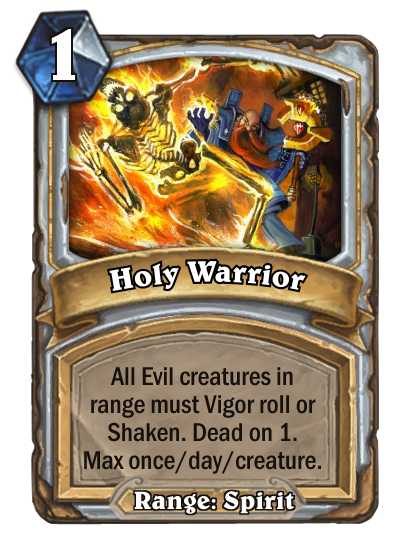 1
Holy Warrior
All Evil creatures in
range must Vigor roll or
Shaken. Dead on 1.
Max once/day/creature.
Range: Spirit